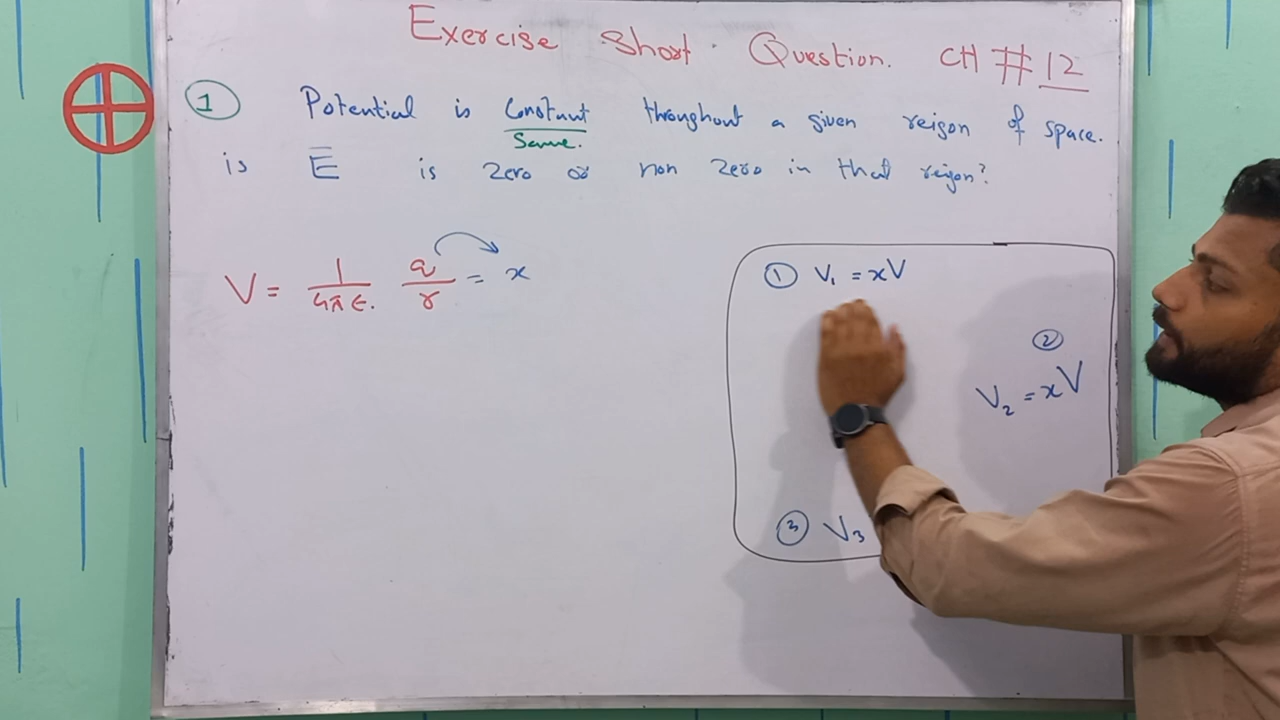 Exercise Short Question. CH # 12
1 Potential is Constant throughout a given reigon of space.
Same.
is E̅ is zero or non zero in that reigon?
V = 1/4πε. q/r = x
① V₁ = xV
②
V₂ = xV
③ V₃